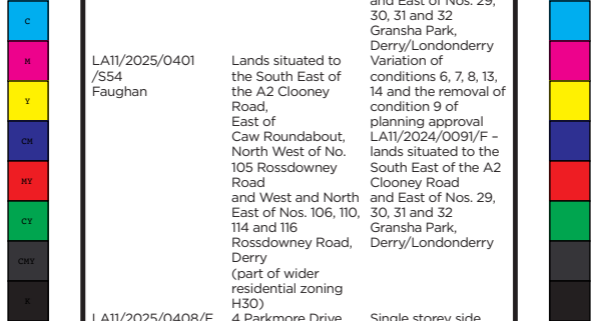 and East of Nos. 29,
30, 31 and 32
Gransha Park,
Derry/Londonderry
LA11/2025/0401
/S54
Faughan
Lands situated to
the South East of
the A2 Clooney
Road,
East of
Caw Roundabout,
North West of No.
105 Rossdowney
Road
and West and North
East of Nos. 106, 110,
114 and 116
Rossdowney Road,
Derry
(part of wider
residential zoning
H30)
Variation of
conditions 6, 7, 8, 13,
14 and the removal of
condition 9 of
planning approval
LA11/2024/0091/F –
lands situated to the
South East of the A2
Clooney Road
and East of Nos. 29,
30, 31 and 32
Gransha Park,
Derry/Londonderry
LA11/2025/0408/F
4 Parkmore Drive
Single storey side
C
M
Y
CM
MY
CY
CMY
K